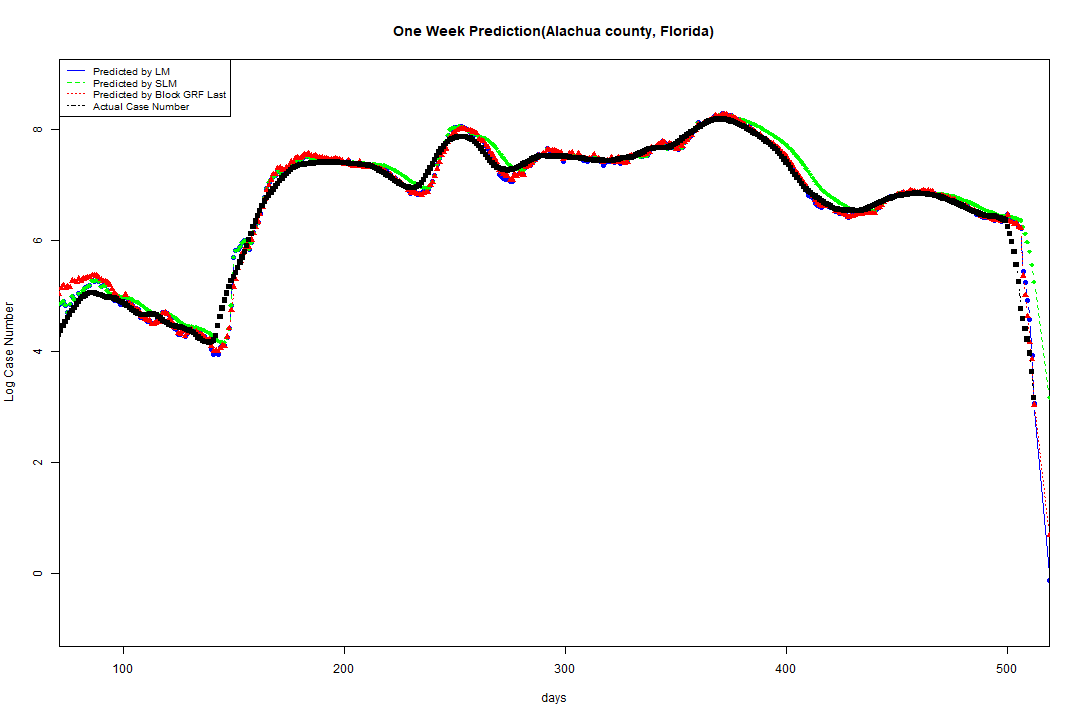 One Week Prediction(Alachua county, Florida)
Predicted by LM
Predicted by SLM
Predicted by Block GRF Last
Actual Case Number
Log Case Number
8
6
4
2
0
100 200 300 400 500
days